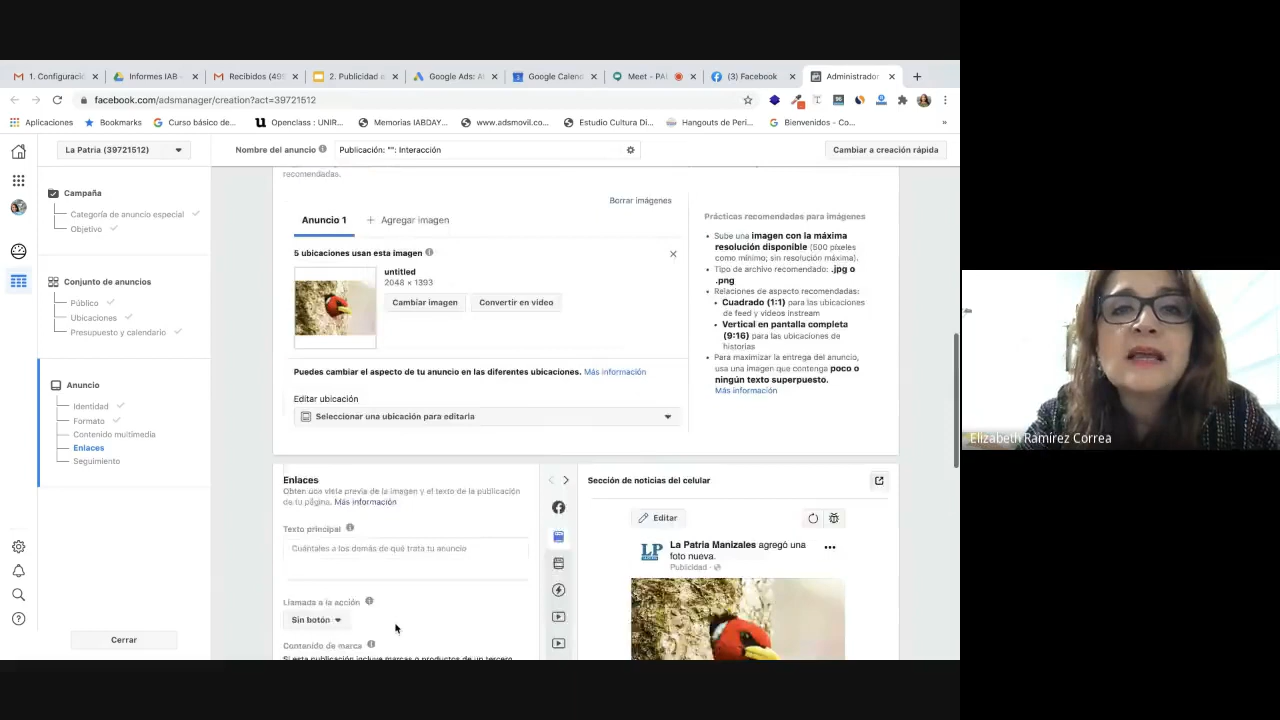 1. Configuraci
Informes IAB -
Recibidos (495
2. Publicidad e
Google Ads: A
Google Calen
Meet - PA
(3) Facebook
Administrador
facebook.com/adsmanager/creation?act=39721512
Aplicaciones
Bookmarks
Curso básico de...
Openclass : UNIR...
Memorias IABDAY...
www.adsmovil.co...
Estudio Cultura Di...
Hangouts de Peri...
Bienvenidos - Co...
»
La Patria (39721512)
Nombre del anuncio
Publicación: "": Interacción
Cambiar a creación rápida
Campaña
Categoría de anuncio especial
Objetivo
Conjunto de anuncios
Público
Ubicaciones
Presupuesto y calendario
Anuncio
Identidad
Formato
Contenido multimedia
Enlaces
Seguimiento
Cerrar
recomendadas.
Borrar imágenes
Anuncio 1
+ Agregar imagen
5 ubicaciones usan esta imagen
untitled
2048 × 1393
Cambiar imagen
Convertir en video
Puedes cambiar el aspecto de tu anuncio en las diferentes ubicaciones. Más información
Editar ubicación
Seleccionar una ubicación para editarla
Prácticas recomendadas para imágenes
• Sube una imagen con la máxima
resolución disponible (500 píxeles
como mínimo; sin resolución máxima).
• Tipo de archivo recomendado: .jpg o
.png
• Relaciones de aspecto recomendadas:
• Cuadrado (1:1) para las ubicaciones
de feed y videos instream
• Vertical en pantalla completa
(9:16) para las ubicaciones de
historias
• Para maximizar la entrega del anuncio,
usa una imagen que contenga poco o
ningún texto superpuesto.
Más información
Enlaces
Obtén una vista previa de la imagen y el texto de la publicación
de tu página. Más información
Texto principal
Cuéntales a los demás de qué trata tu anuncio
Llamada a la acción
Sin botón
Contenido de marca
Si esta publicación incluye marcas o productos de un tercero,
Sección de noticias del celular
Editar
LP
La Patria Manizales agregó una
foto nueva.
Publicidad ·
Elizabeth Ramírez Correa